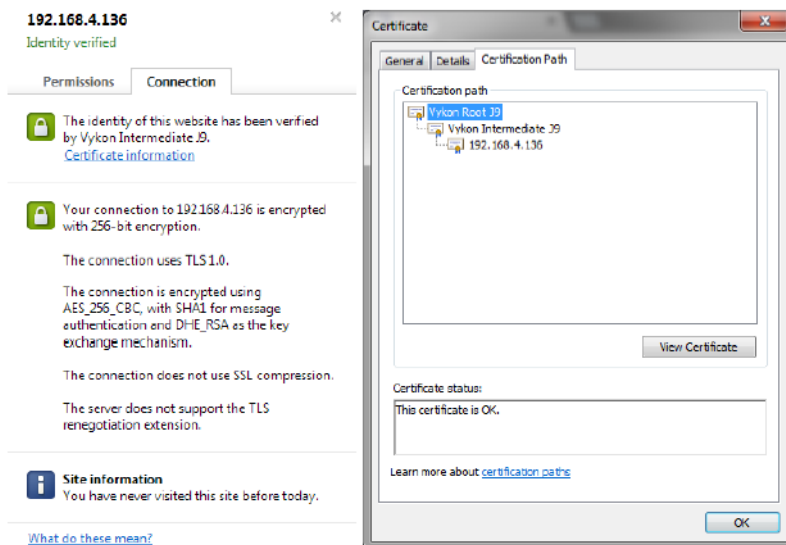 192.168.4.136
Identity verified
Permissions
Connection
The identity of this website has been verified
by Vykon Intermediate J9.
Certificate information
Your connection to 192.168.4.136 is encrypted
with 256-bit encryption.
The connection uses TLS 1.0.
The connection is encrypted using
AES_256_CBC, with SHA1 for message
authentication and DHE_RSA as the key
exchange mechanism.
The connection does not use SSL compression.
The server does not support the TLS
renegotiation extension.
Site information
You have never visited this site before today.
What do these mean?
Certificate
General
Details
Certification Path
Certification path
Vykon Root J9
Vykon Intermediate J9
192.168.4.136
View Certificate
Certificate status:
This certificate is OK.
Learn more about certification paths
OK